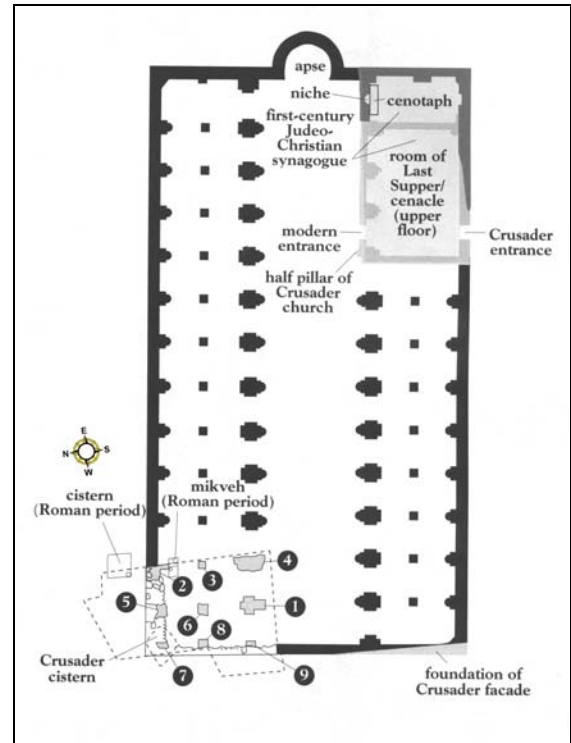 apse
niche
cenotaph
first-century
Judeo-
Christian
synagogue
room of
Last
Supper/
cenacle
(upper
floor)
modern
entrance
Crusader
entrance
half pillar of
Crusader
church
E
N
S
W
cistern
(Roman period)
mikveh
(Roman period)
4
2
3
5
1
6
8
Crusader
cistern
7
9
foundation of
Crusader facade